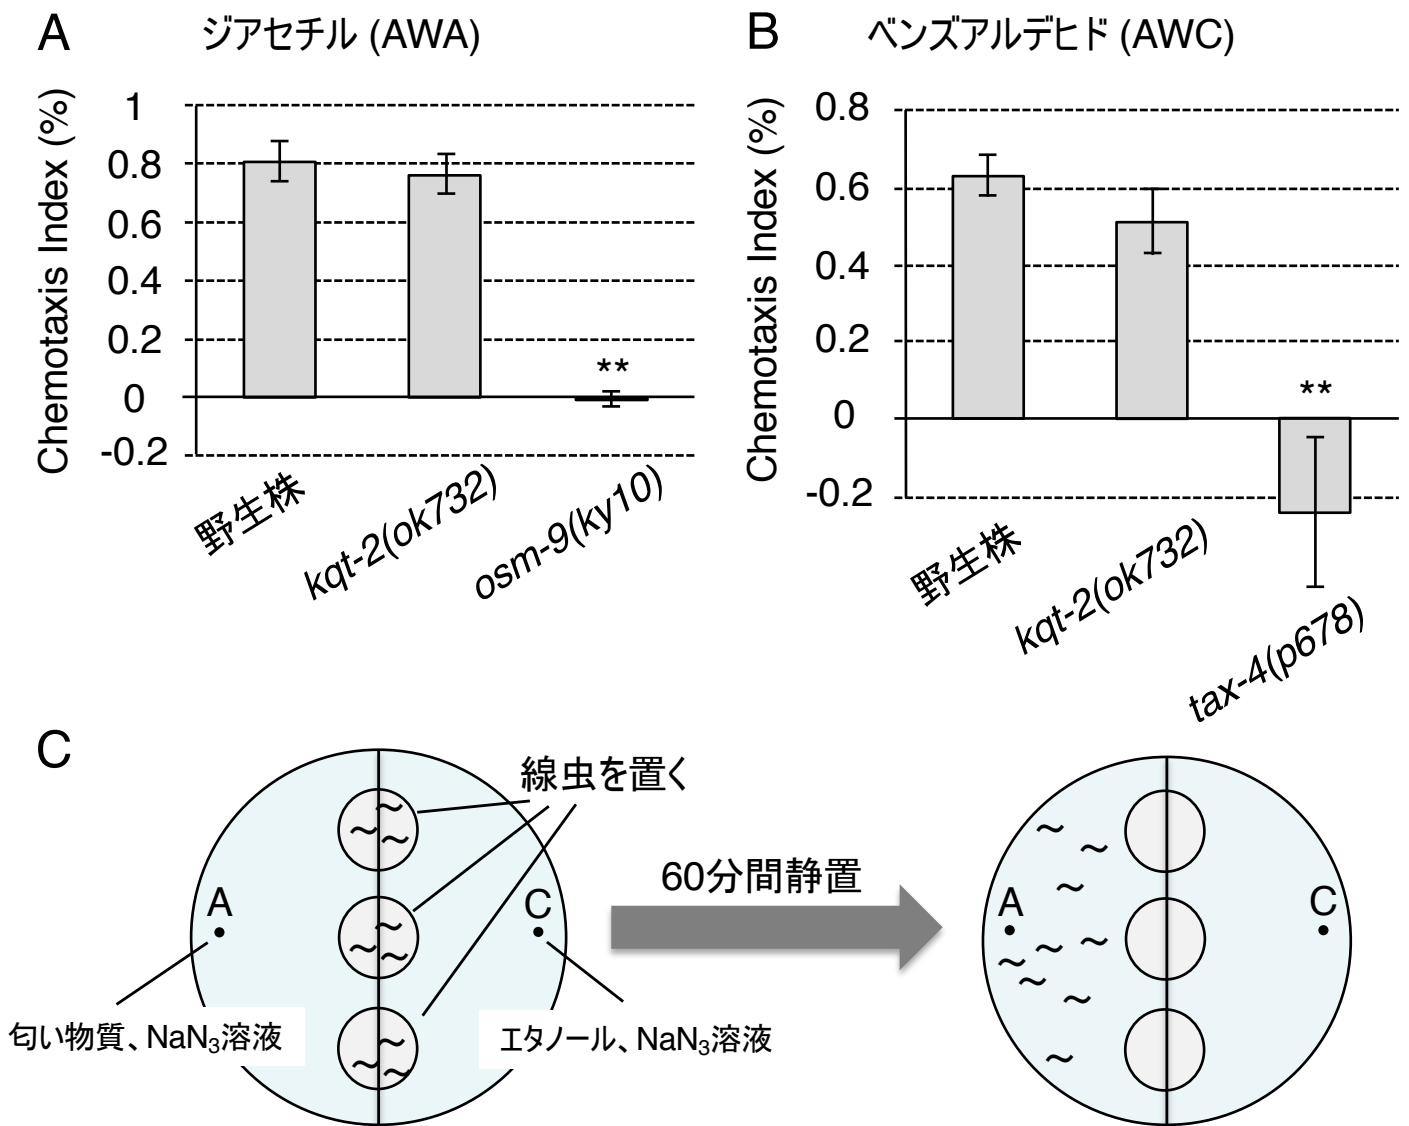 A
ジアセチル (AWA)
Chemotaxis Index (%)
1
0.8
0.6
0.4
0.2
0
-0.2
**
野生株
kqt-2(ok732)
osm-9(ky10)
B
ベンズアルデヒド (AWC)
Chemotaxis Index (%)
0.8
0.6
0.4
0.2
0
-0.2
**
野生株
kqt-2(ok732)
tax-4(p678)
C
線虫を置く
A
C
匂い物質、NaN₃溶液
エタノール、NaN₃溶液
60分間静置
A
C